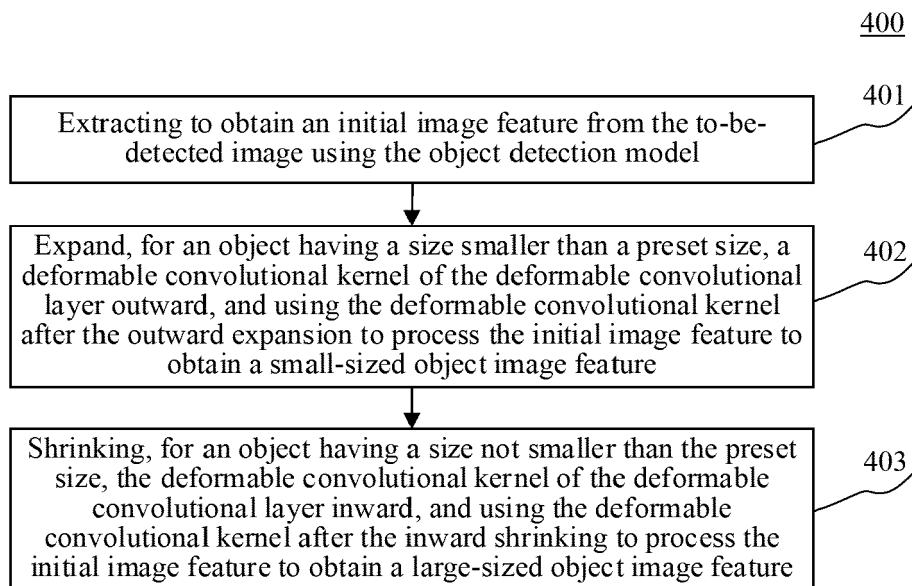 400
401
Extracting to obtain an initial image feature from the to-be-
detected image using the object detection model
402
Expand, for an object having a size smaller than a preset size, a
deformable convolutional kernel of the deformable convolutional
layer outward, and using the deformable convolutional kernel
after the outward expansion to process the initial image feature to
obtain a small-sized object image feature
403
Shrinking, for an object having a size not smaller than the preset
size, the deformable convolutional kernel of the deformable
convolutional layer inward, and using the deformable
convolutional kernel after the inward shrinking to process the
initial image feature to obtain a large-sized object image feature